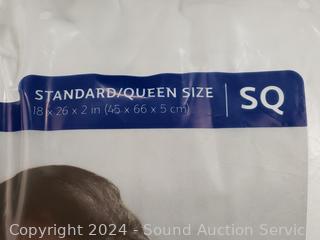 STANDARD/QUEEN SIZE
18 x 26 x 2 in (45 x 66 x 5 cm)
SQ
Copyright 2024 - Sound Auction Servic